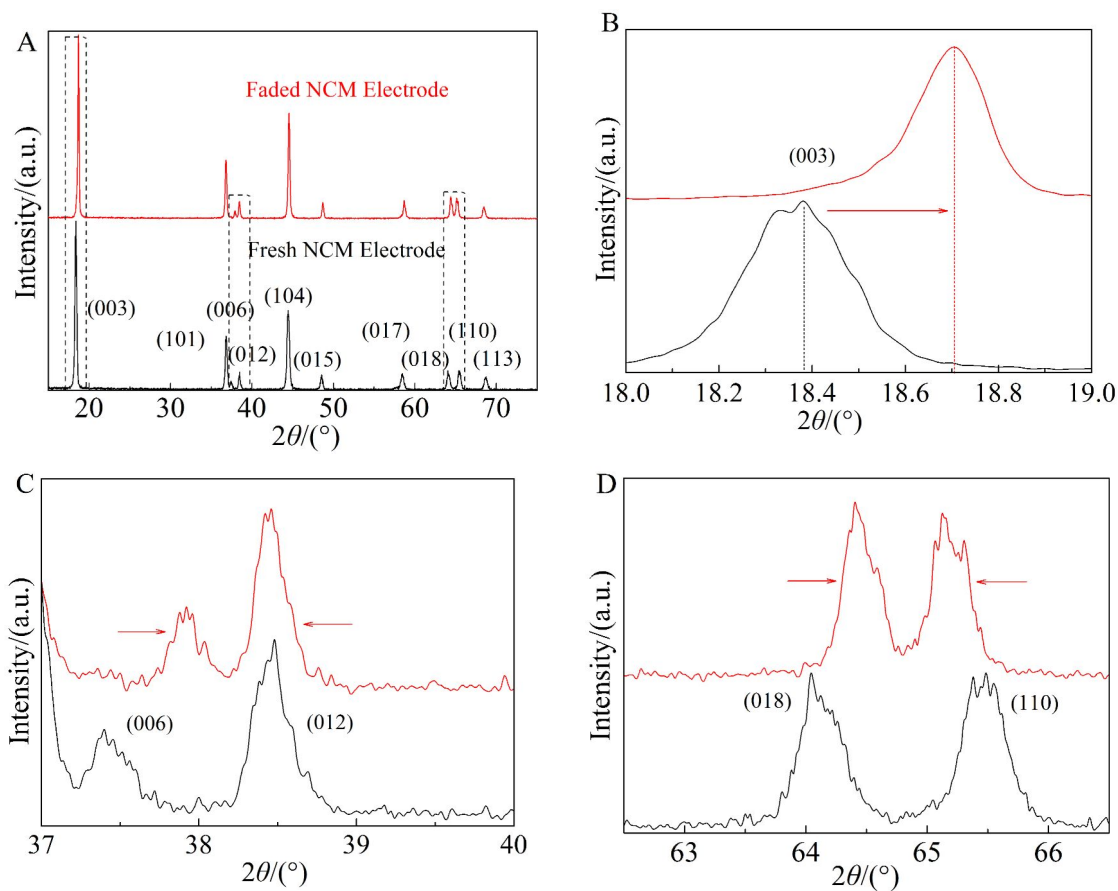 A
Intensity/(a.u.)
Faded NCM Electrode
Fresh NCM Electrode
(003)
(101)
(006)
(012)
(104)
(015)
(017)
(018)
(110)
(113)
20 30 40 50 60 70
2θ/(°)
B
Intensity/(a.u.)
(003)
18.0 18.2 18.4 18.6 18.8 19.0
2θ/(°)
C
Intensity/(a.u.)
(006)
(012)
37 38 39 40
2θ/(°)
D
Intensity/(a.u.)
(018)
(110)
63 64 65 66
2θ/(°)